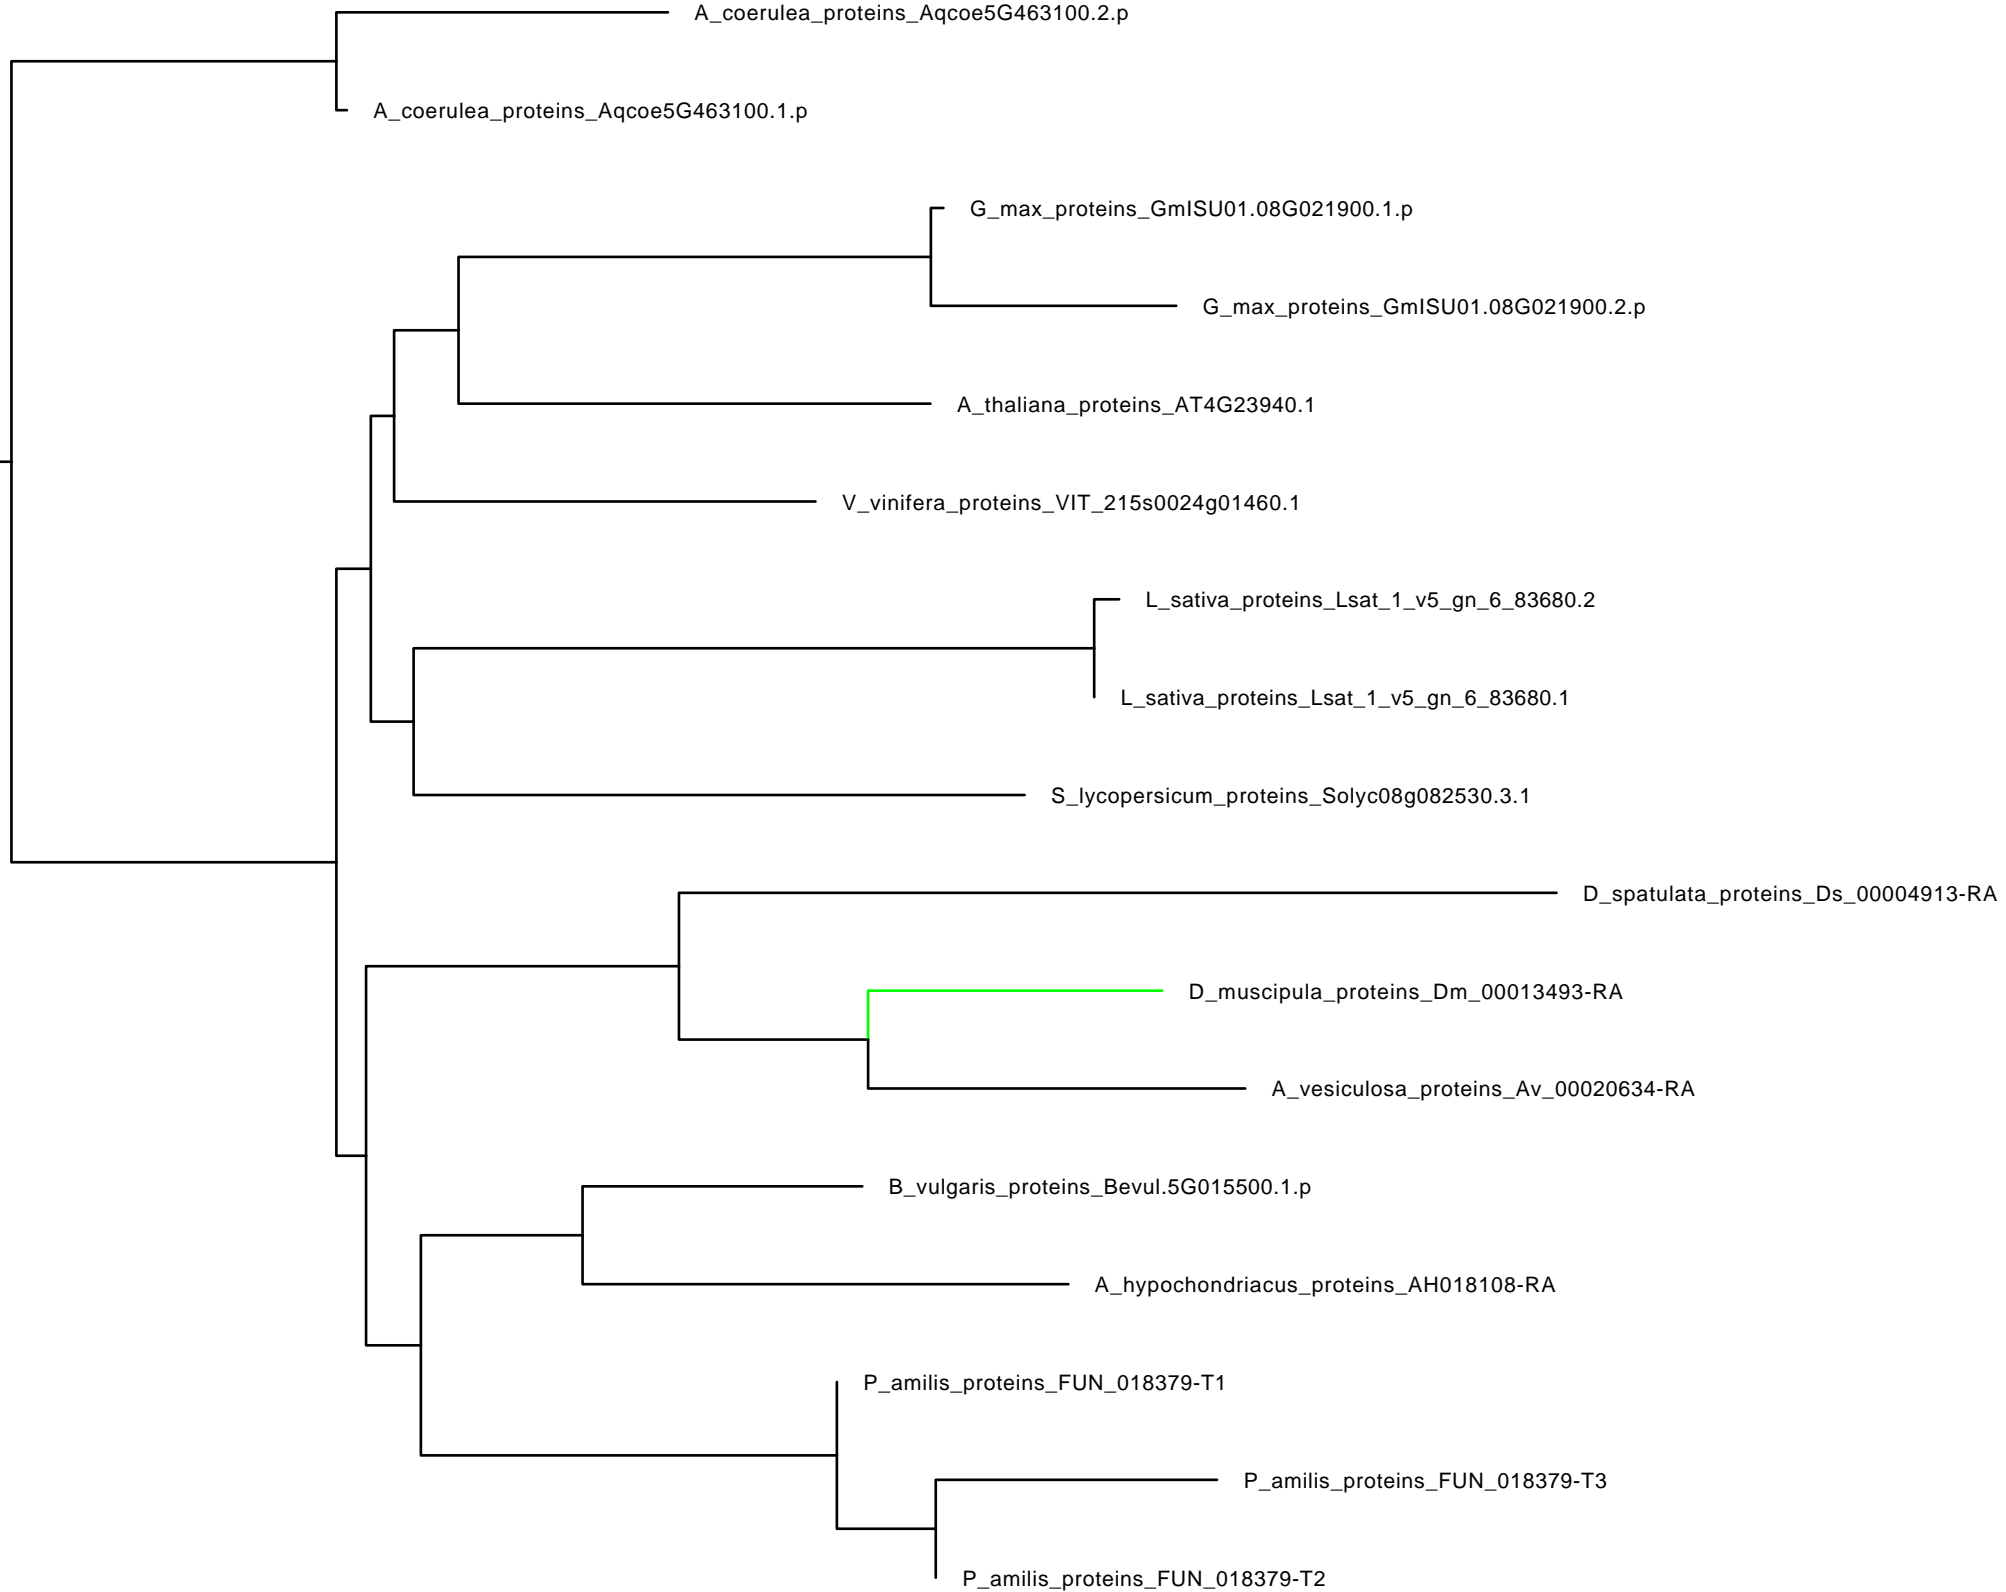 A_coerulea_proteins_Aqcoe5G463100.2.p
A_coerulea_proteins_Aqcoe5G463100.1.p
G_max_proteins_GmISU01.08G021900.1.p
G_max_proteins_GmISU01.08G021900.2.p
A_thaliana_proteins_AT4G23940.1
V_vinifera_proteins_VIT_215s0024g01460.1
L_sativa_proteins_Lsat_1_v5_gn_6_83680.2
L_sativa_proteins_Lsat_1_v5_gn_6_83680.1
S_lycopersicum_proteins_Solyc08g082530.3.1
D_spatulata_proteins_Ds_00004913-RA
D_muscipula_proteins_Dm_00013493-RA
A_vesiculosa_proteins_Av_00020634-RA
B_vulgaris_proteins_Bevul.5G015500.1.p
A_hypochondriacus_proteins_AH018108-RA
P_amilis_proteins_FUN_018379-T1
P_amilis_proteins_FUN_018379-T3
P_amilis_proteins_FUN_018379-T2